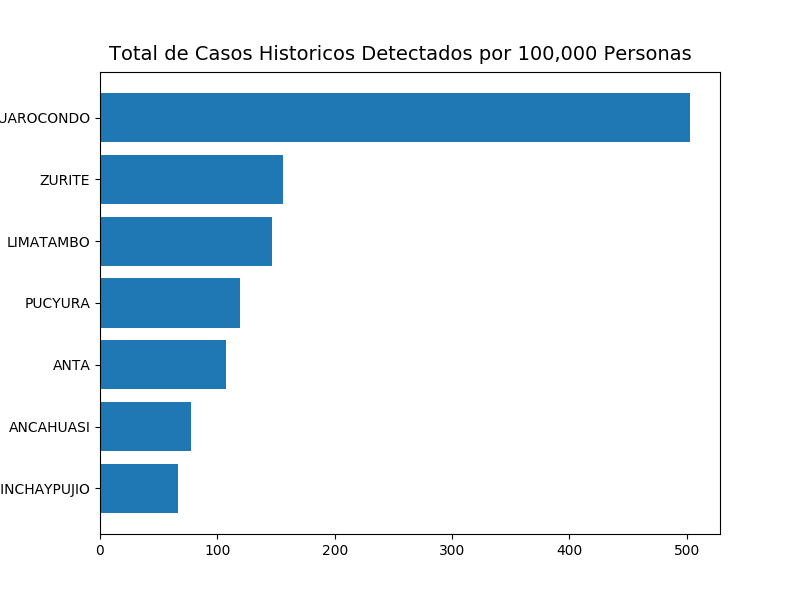 Total de Casos Historicos Detectados por 100,000 Personas
UAROCONDO
ZURITE
LIMATAMBO
PUCYURA
ANTA
ANCAHUASI
INCHAYPUJIO
0 100 200 300 400 500